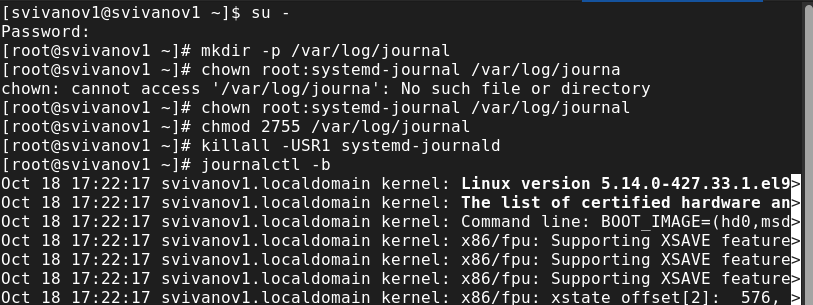 [svivanov1@svivanov1 ~]$ su -
Password:
[root@svivanov1 ~]# mkdir -p /var/log/journal
[root@svivanov1 ~]# chown root:systemd-journal /var/log/journa
chown: cannot access '/var/log/journa': No such file or directory
[root@svivanov1 ~]# chown root:systemd-journal /var/log/journal
[root@svivanov1 ~]# chmod 2755 /var/log/journal
[root@svivanov1 ~]# killall -USR1 systemd-journald
[root@svivanov1 ~]# journalctl -b
Oct 18 17:22:17 svivanov1.localdomain kernel: Linux version 5.14.0-427.33.1.el9>
Oct 18 17:22:17 svivanov1.localdomain kernel: The list of certified hardware an>
Oct 18 17:22:17 svivanov1.localdomain kernel: Command line: BOOT_IMAGE=(hd0,msd>
Oct 18 17:22:17 svivanov1.localdomain kernel: x86/fpu: Supporting XSAVE feature>
Oct 18 17:22:17 svivanov1.localdomain kernel: x86/fpu: Supporting XSAVE feature>
Oct 18 17:22:17 svivanov1.localdomain kernel: x86/fpu: Supporting XSAVE feature>
Oct 18 17:22:17 svivanov1.localdomain kernel: x86/fpu: xstate_offset[2]:  576, >